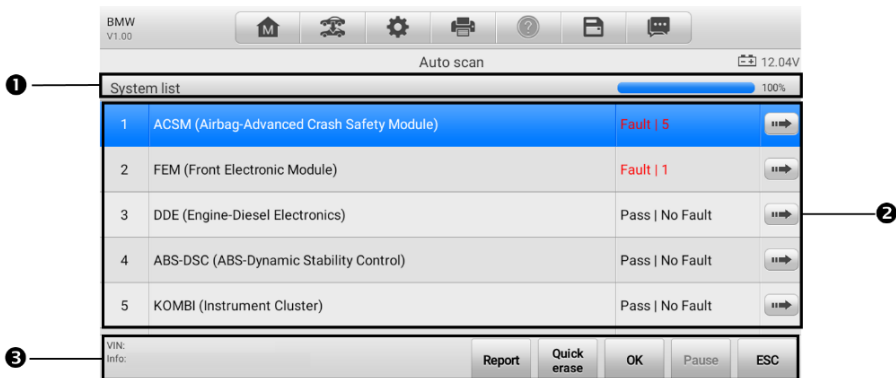 BMW
V1.00
M
Auto scan
12.04V
❶
System list
100%
1 ACSM (Airbag-Advanced Crash Safety Module) Fault | 5
2 FEM (Front Electronic Module) Fault | 1
3 DDE (Engine-Diesel Electronics) Pass | No Fault
❷
4 ABS-DSC (ABS-Dynamic Stability Control) Pass | No Fault
5 KOMBI (Instrument Cluster) Pass | No Fault
❸
VIN:
Info:
Report
Quick
erase
OK
Pause
ESC